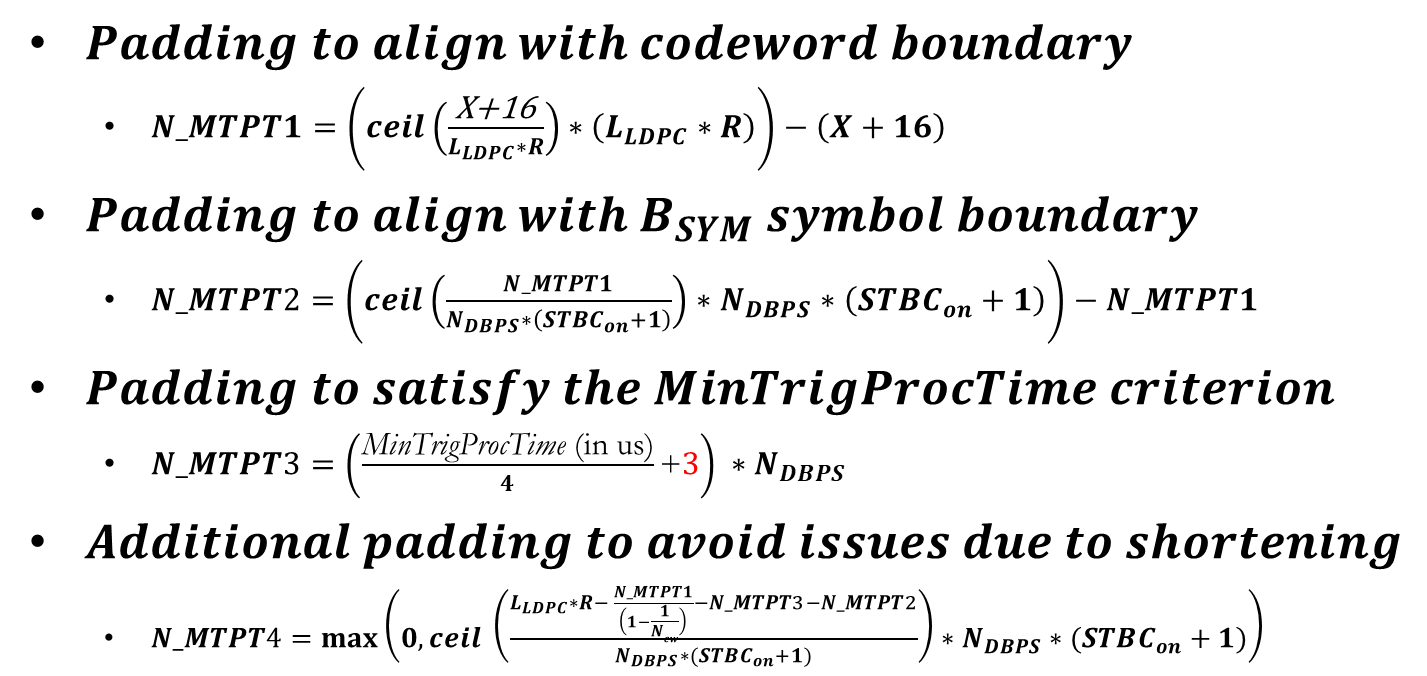 • Padding to align with codeword boundary
• N_MTPT1 = (ceil((X+16)/(L_LDPC*R)) * (L_LDPC * R)) − (X + 16)
• Padding to align with B_SYM symbol boundary
• N_MTPT2 = (ceil(N_MTPT1/(N_DBPS*(STBC_on+1))) * N_DBPS * (STBC_on + 1)) − N_MTPT1
• Padding to satisfy the MinTrigProcTime criterion
• N_MTPT3 = (MinTrigProcTime (in us)/4 +3) * N_DBPS
• Additional padding to avoid issues due to shortening
• N_MTPT4 = max(0, ceil((L_LDPC*R−N_MTPT1/(1−1/N_cw)−N_MTPT3−N_MTPT2)/(N_DBPS*(STBC_on+1))) * N_DBPS * (STBC_on + 1))